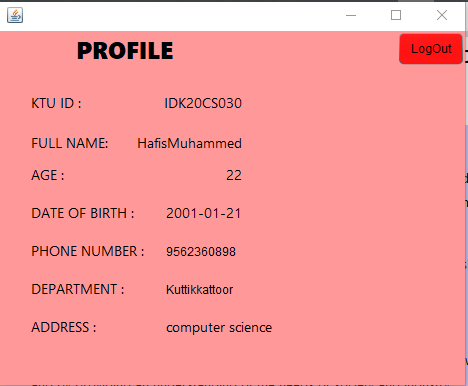 PROFILE
LogOut
KTU ID : IDK20CS030
FULL NAME: HafisMuhammed
AGE : 22
DATE OF BIRTH : 2001-01-21
PHONE NUMBER : 9562360898
DEPARTMENT : Kuttikkattoor
ADDRESS : computer science